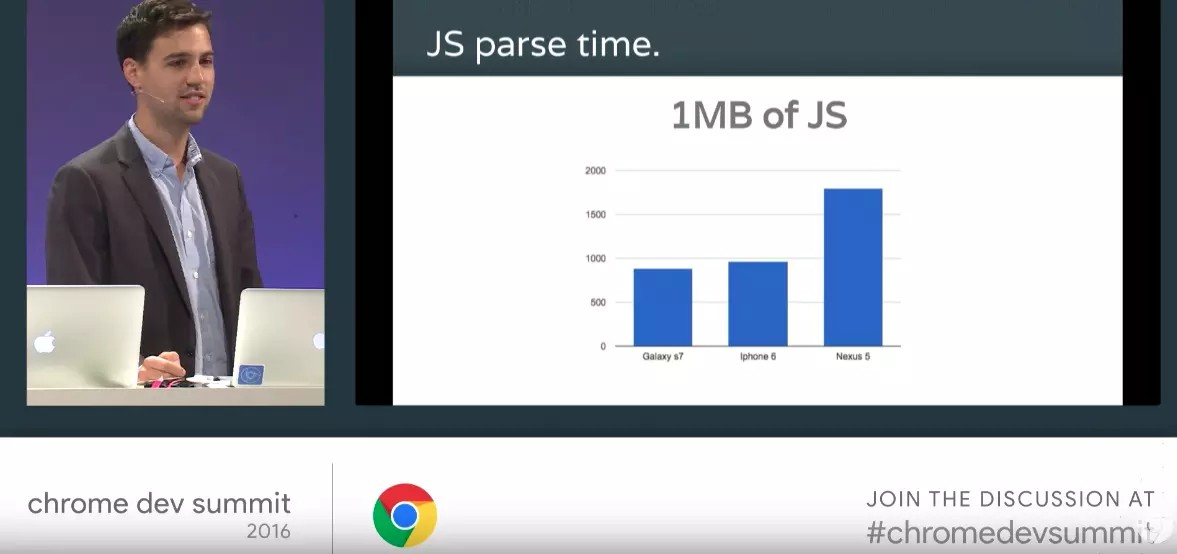 JS parse time.
1MB of JS
2000
1500
1000
500
0
Galaxy s7 Iphone 6 Nexus 5
chrome dev summit
2016
JOIN THE DISCUSSION AT
#chromedevsummit